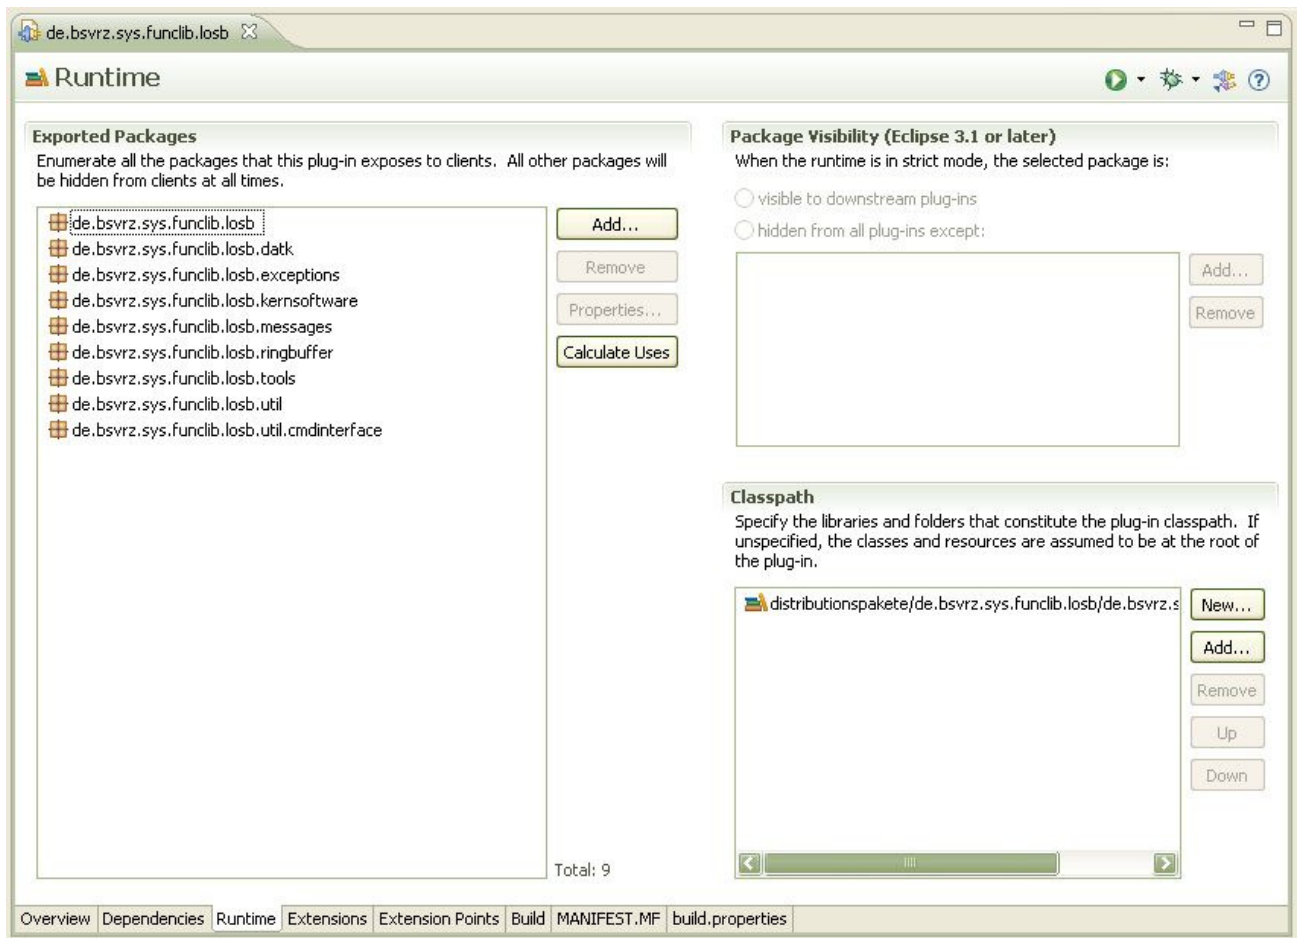 de.bsvrz.sys.funclib.losb
Runtime
Exported Packages
Enumerate all the packages that this plug-in exposes to clients. All other packages will
be hidden from clients at all times.
de.bsvrz.sys.funclib.losb
de.bsvrz.sys.funclib.losb.datk
de.bsvrz.sys.funclib.losb.exceptions
de.bsvrz.sys.funclib.losb.kernsoftware
de.bsvrz.sys.funclib.losb.messages
de.bsvrz.sys.funclib.losb.ringbuffer
de.bsvrz.sys.funclib.losb.tools
de.bsvrz.sys.funclib.losb.util
de.bsvrz.sys.funclib.losb.util.cmdinterface
Add...
Remove
Properties...
Calculate Uses
Total: 9
Package Visibility (Eclipse 3.1 or later)
When the runtime is in strict mode, the selected package is:
visible to downstream plug-ins
hidden from all plug-ins except:
Add...
Remove
Classpath
Specify the libraries and folders that constitute the plug-in classpath. If
unspecified, the classes and resources are assumed to be at the root of
the plug-in.
distributionspakete/de.bsvrz.sys.funclib.losb/de.bsvrz.s
New...
Add...
Remove
Up
Down
Overview Dependencies Runtime Extensions Extension Points Build MANIFEST.MF build.properties